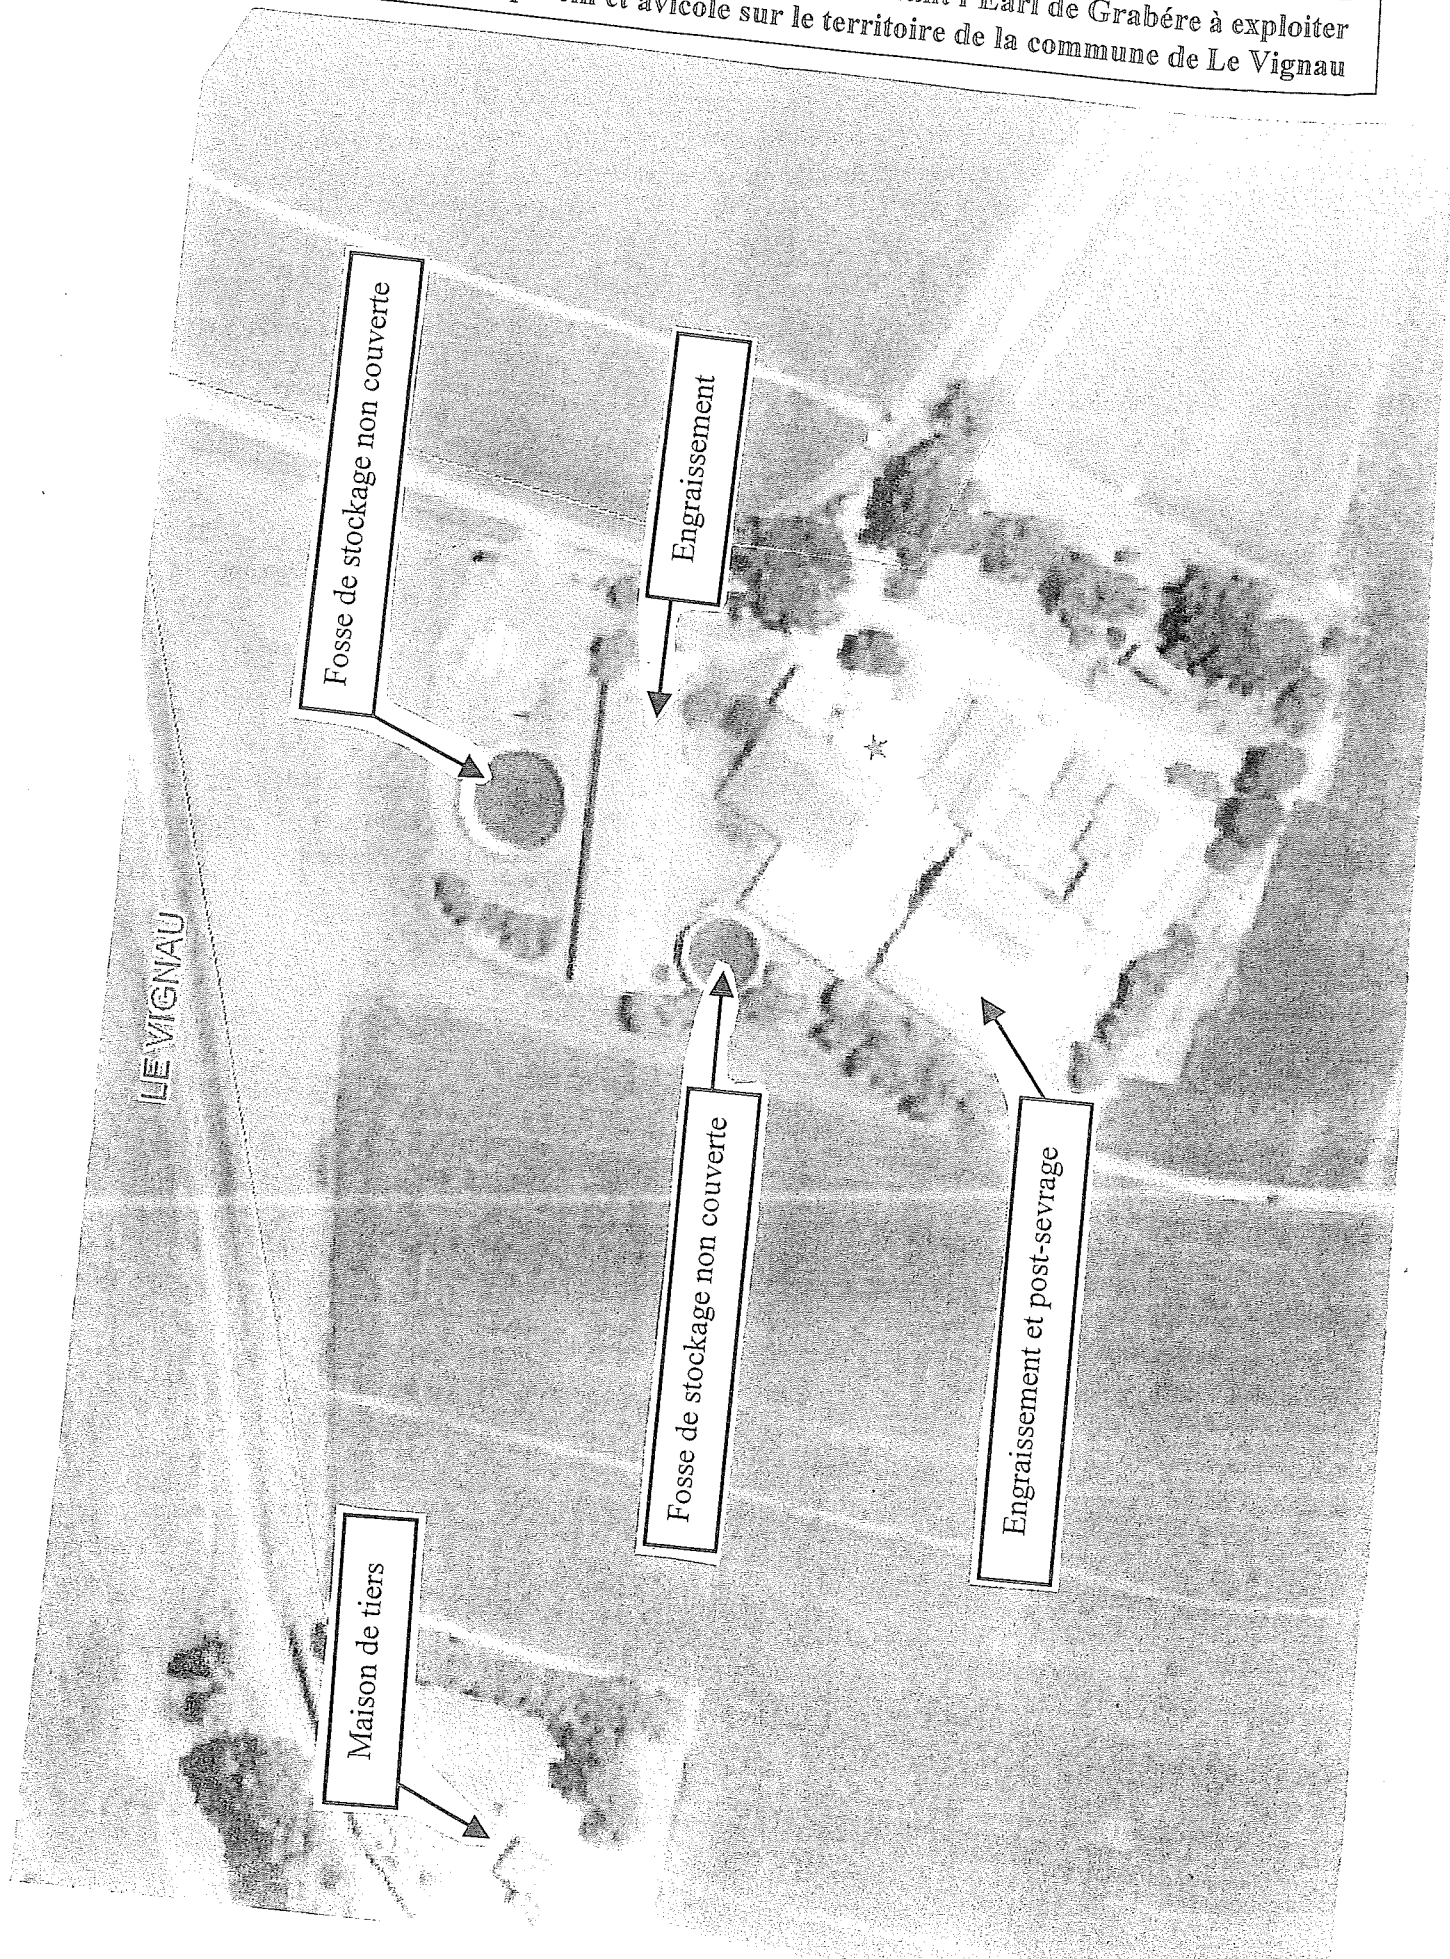 l'Earl de Grabére à exploiter
et avicole sur le territoire de la commune de Le Vignau
Fosse de stockage non couverte
Engraissement
LE VIGNAU
Fosse de stockage non couverte
Engraissement et post-sevrage
Maison de tiers